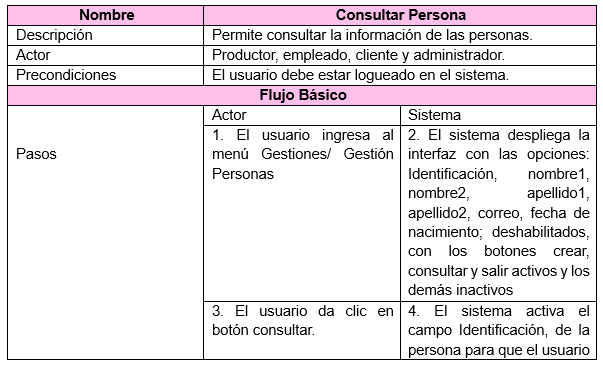 Nombre Consultar Persona
Descripción Permite consultar la información de las personas.
Actor Productor, empleado, cliente y administrador.
Precondiciones El usuario debe estar logueado en el sistema.
Flujo Básico
Actor Sistema
Pasos
1. El usuario ingresa al
menú Gestiones/ Gestión
Personas
2. El sistema despliega la
interfaz con las opciones:
Identificación, nombre1,
nombre2, apellido1,
apellido2, correo, fecha de
nacimiento; deshabilitados,
con los botones crear,
consultar y salir activos y los
demás inactivos
3. El usuario da clic en
botón consultar.
4. El sistema activa el
campo Identificación, de la
persona para que el usuario